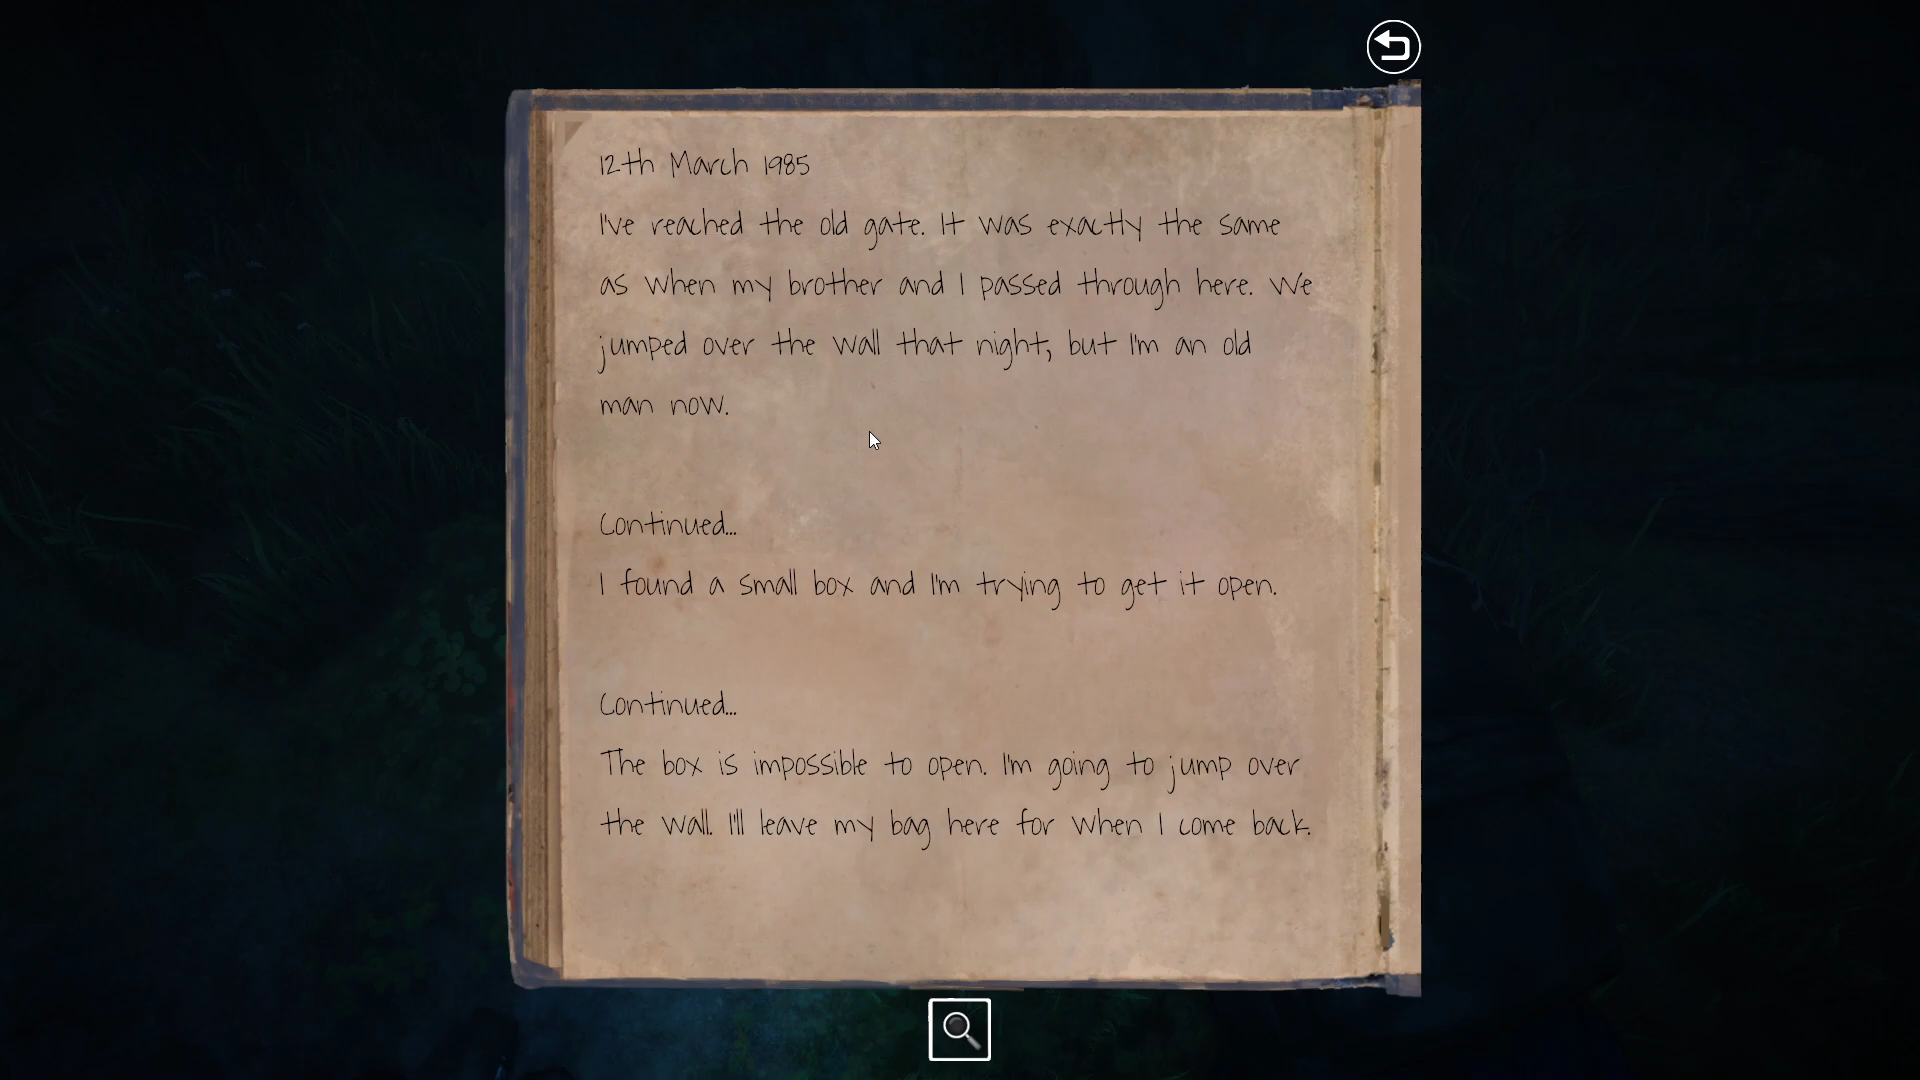 12th March 1985
I've reached the old gate. It was exactly the same
as when my brother and I passed through here. We
jumped over the wall that night, but I'm an old
man now.
Continued...
I found a small box and I'm trying to get it open.
Continued...
The box is impossible to open. I'm going to jump over
the wall. I'll leave my bag here for when I come back.